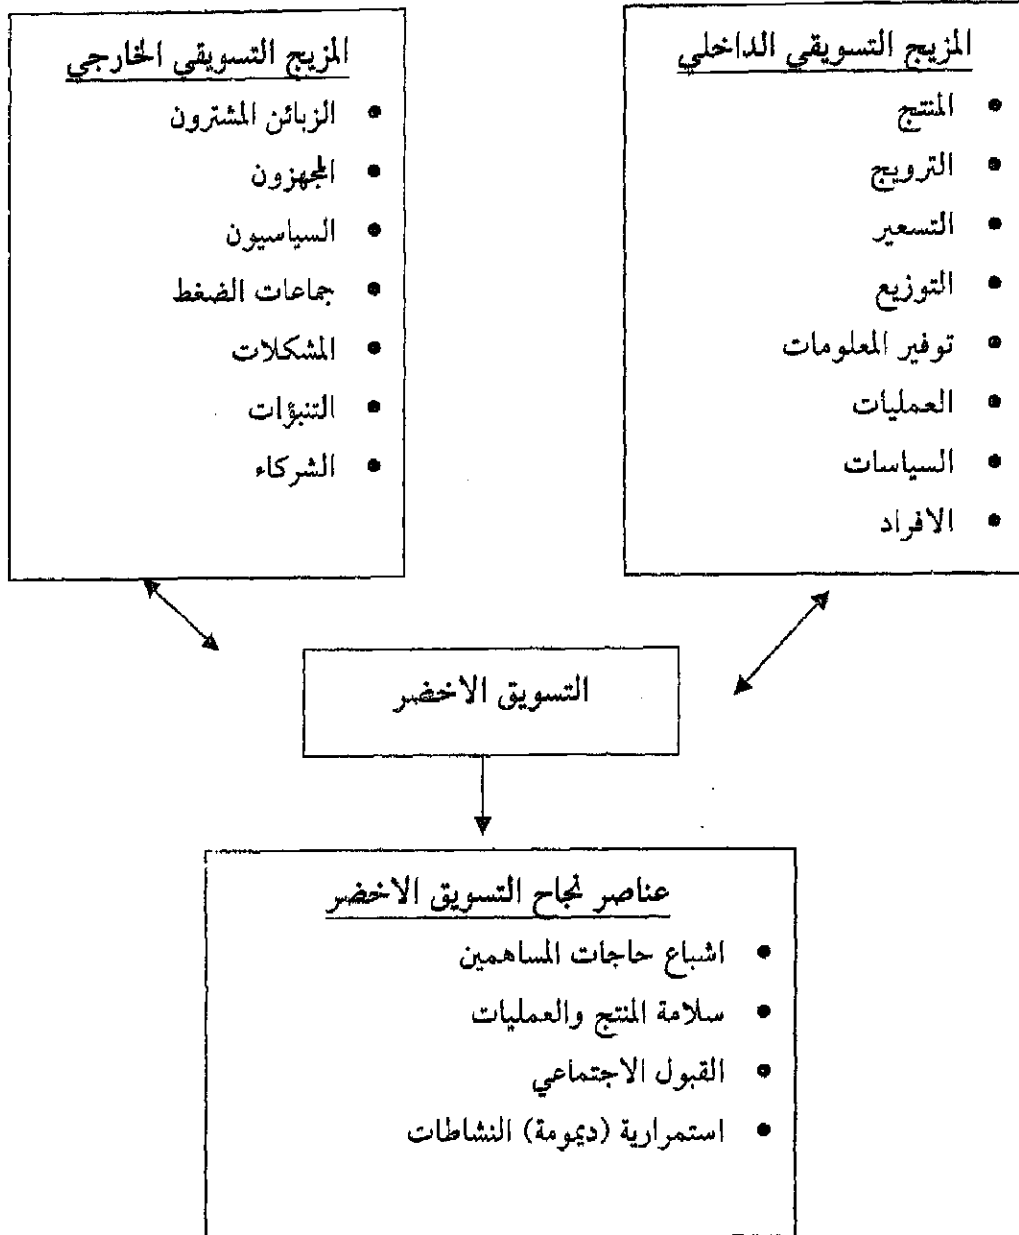 المزيج التسويقي الداخلي
• المنتج
• الترويج
• التسعير
• التوزيع
• توفير المعلومات
• العمليات
• السياسات
• الافراد
المزيج التسويقي الخارجي
• الزبائن المشترون
• المجهزون
• السياسيون
• جماعات الضغط
• المشكلات
• التنبؤات
• الشركاء
التسويق الاخضر
عناصر نجاح التسويق الاخضر
• اشباع حاجات المساهمين
• سلامة المنتج والعمليات
• القبول الاجتماعي
• استمرارية (ديمومة) النشاطات